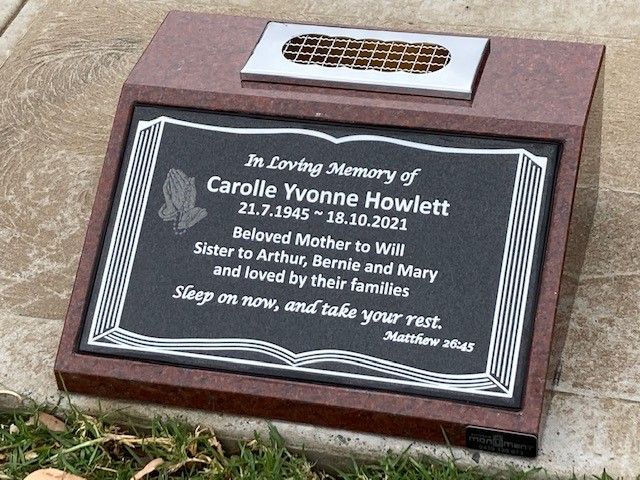 In Loving Memory of
Carolle Yvonne Howlett
21.7.1945 ~ 18.10.2021
Beloved Mother to Will
Sister to Arthur, Bernie and Mary
and loved by their families
Sleep on now, and take your rest.
Matthew 26:45
monument